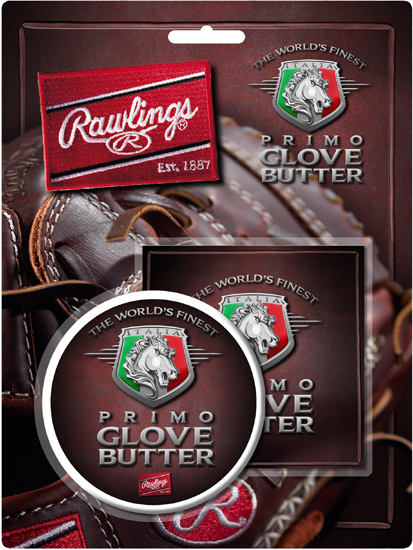 Rawlings®
R
EST. 1887
THE WORLD'S FINEST
ITALIA
PRIMO
GLOVE
BUTTER
THE WORLD'S FINEST
ITALIA
PRIMO
GLOVE
BUTTER
THE WORLD'S FINEST
ITALIA
PRIMO
GLOVE
BUTTER
Rawlings
R